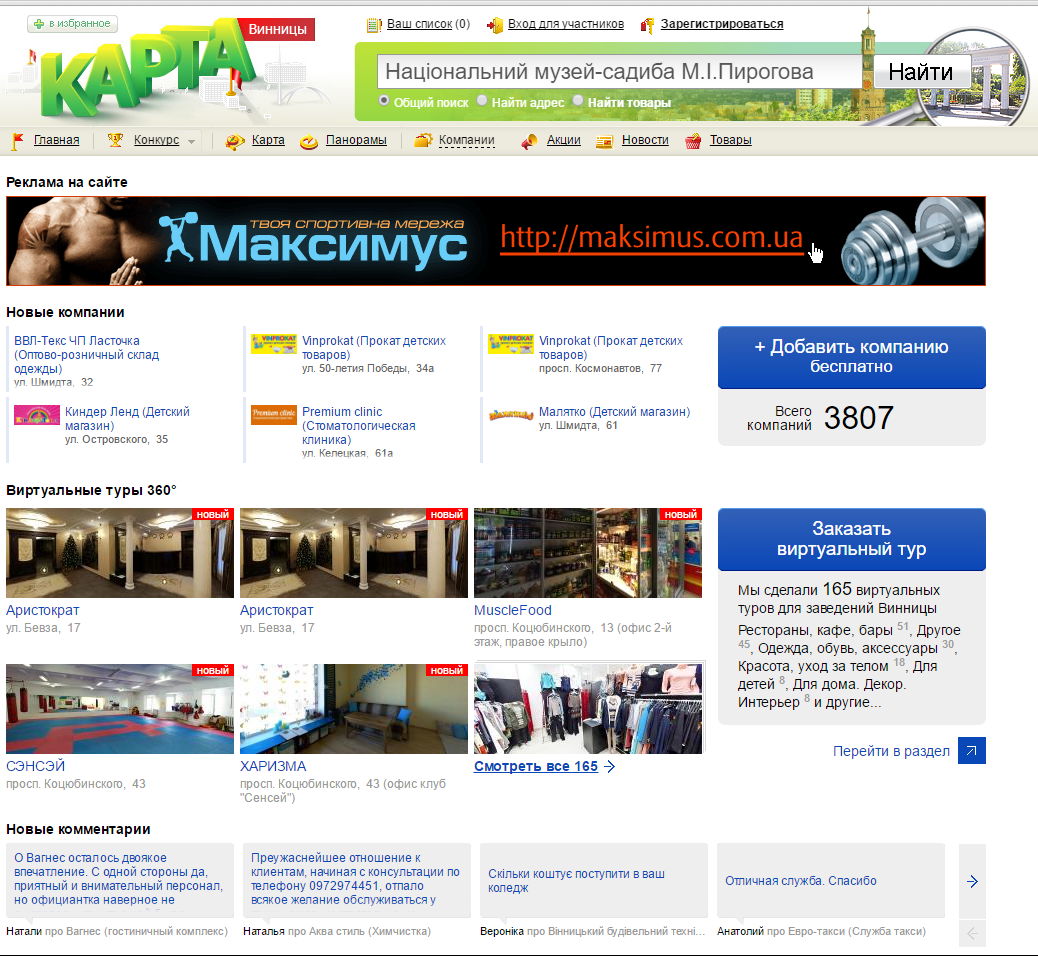 в избранное
КАРТА
Винницы
Ваш список (0)
Вход для участников
Зарегистрироваться
Національний музей-садиба М.І.Пирогова
Найти
Общий поиск
Найти адрес
Найти товары
Главная
Конкурс
Карта
Панорамы
Компании
Акции
Новости
Товары
Реклама на сайте
твоя спортивна мережа
Максимус
http://maksimus.com.ua
Новые компании
ВВЛ-Текс ЧП Ласточка
(Оптово-розничный склад
одежды)
ул. Шмидта, 32
VINPROKAT
Vinprokat (Прокат детских
товаров)
ул. 50-летия Победы, 34а
VINPROKAT
Vinprokat (Прокат детских
товаров)
просп. Космонавтов, 77
+ Добавить компанию
бесплатно
Всего
компаний
3807
Киндер Ленд (Детский
магазин)
ул. Островского, 35
Premium clinic
Premium clinic
(Стоматологическая
клиника)
ул. Келецкая, 61а
Малятко (Детский магазин)
ул. Шмидта, 61
Виртуальные туры 360°
новый
Аристократ
ул. Бевза, 17
новый
Аристократ
ул. Бевза, 17
новый
MuscleFood
просп. Коцюбинского, 13 (офис 2-й
этаж, правое крыло)
Заказать
виртуальный тур
Мы сделали 165 виртуальных
туров для заведений Винницы
Рестораны, кафе, бары 51, Другое
45, Одежда, обувь, аксессуары 30,
Красота, уход за телом 18, Для
детей 8, Для дома. Декор.
Интерьер 8 и другие...
новый
СЭНСЭЙ
просп. Коцюбинского, 43
новый
ХАРИЗМА
просп. Коцюбинского, 43 (офис клуб
"Сенсей")
Смотреть все 165
Перейти в раздел
Новые комментарии
О Вагнес осталось двоякое
впечатление. С одной стороны да,
приятный и внимательный персонал,
но официантка наверное не
Натали про Вагнес (гостиничный комплекс)
Преужаснейшее отношение к
клиентам, начиная с консультации по
телефону 0972974451, отпало
всякое желание обслуживаться у
Наталья про Аква стиль (Химчистка)
Скільки коштує поступити в ваш
коледж
Вероніка про Вінницький будівельний техні...
Отличная служба. Спасибо
Анатолий про Евро-такси (Служба такси)